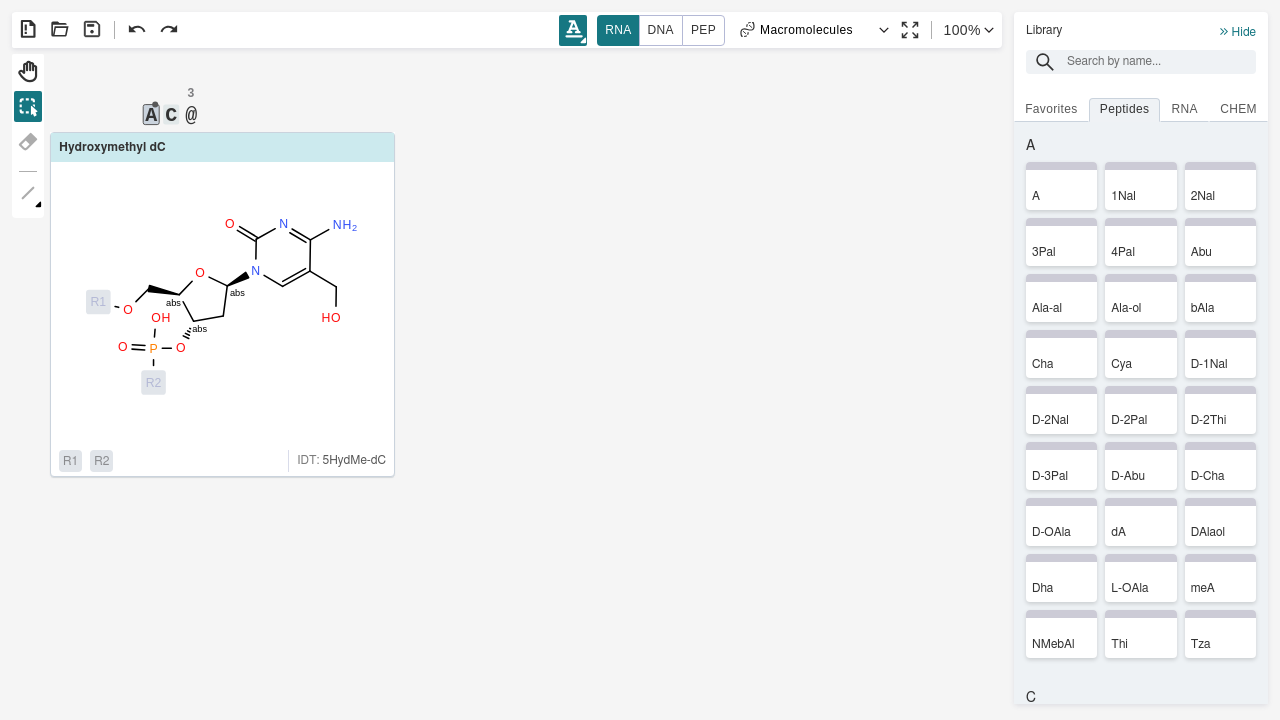 A RNA DNA PEP Macromolecules 100%
Library
Hide
Search by name...
Favorites Peptides RNA CHEM
3
A C @
Hydroxymethyl dC
O N NH2
O N
R1 O abs abs
OH HO
abs
O P O
R2
R1 R2 IDT: 5HydMe-dC
A
A 1Nal 2Nal
3Pal 4Pal Abu
Ala-al Ala-ol bAla
Cha Cya D-1Nal
D-2Nal D-2Pal D-2Thi
D-3Pal D-Abu D-Cha
D-OAla dA DAlaol
Dha L-OAla meA
NMebAl Thi Tza
C